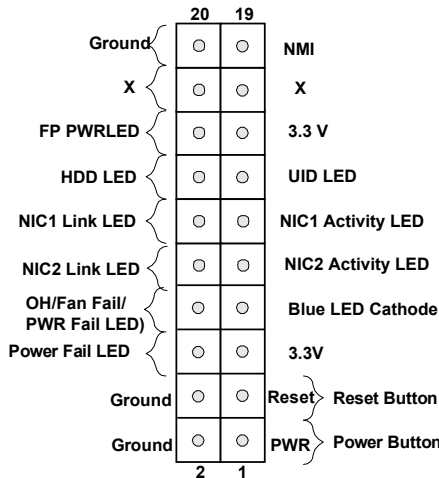 20 19
Ground NMI
X X
FP PWRLED 3.3 V
HDD LED UID LED
NIC1 Link LED NIC1 Activity LED
NIC2 Link LED NIC2 Activity LED
OH/Fan Fail/
PWR Fail LED) Blue LED Cathode
Power Fail LED 3.3V
Ground Reset Reset Button
Ground PWR Power Button
2 1